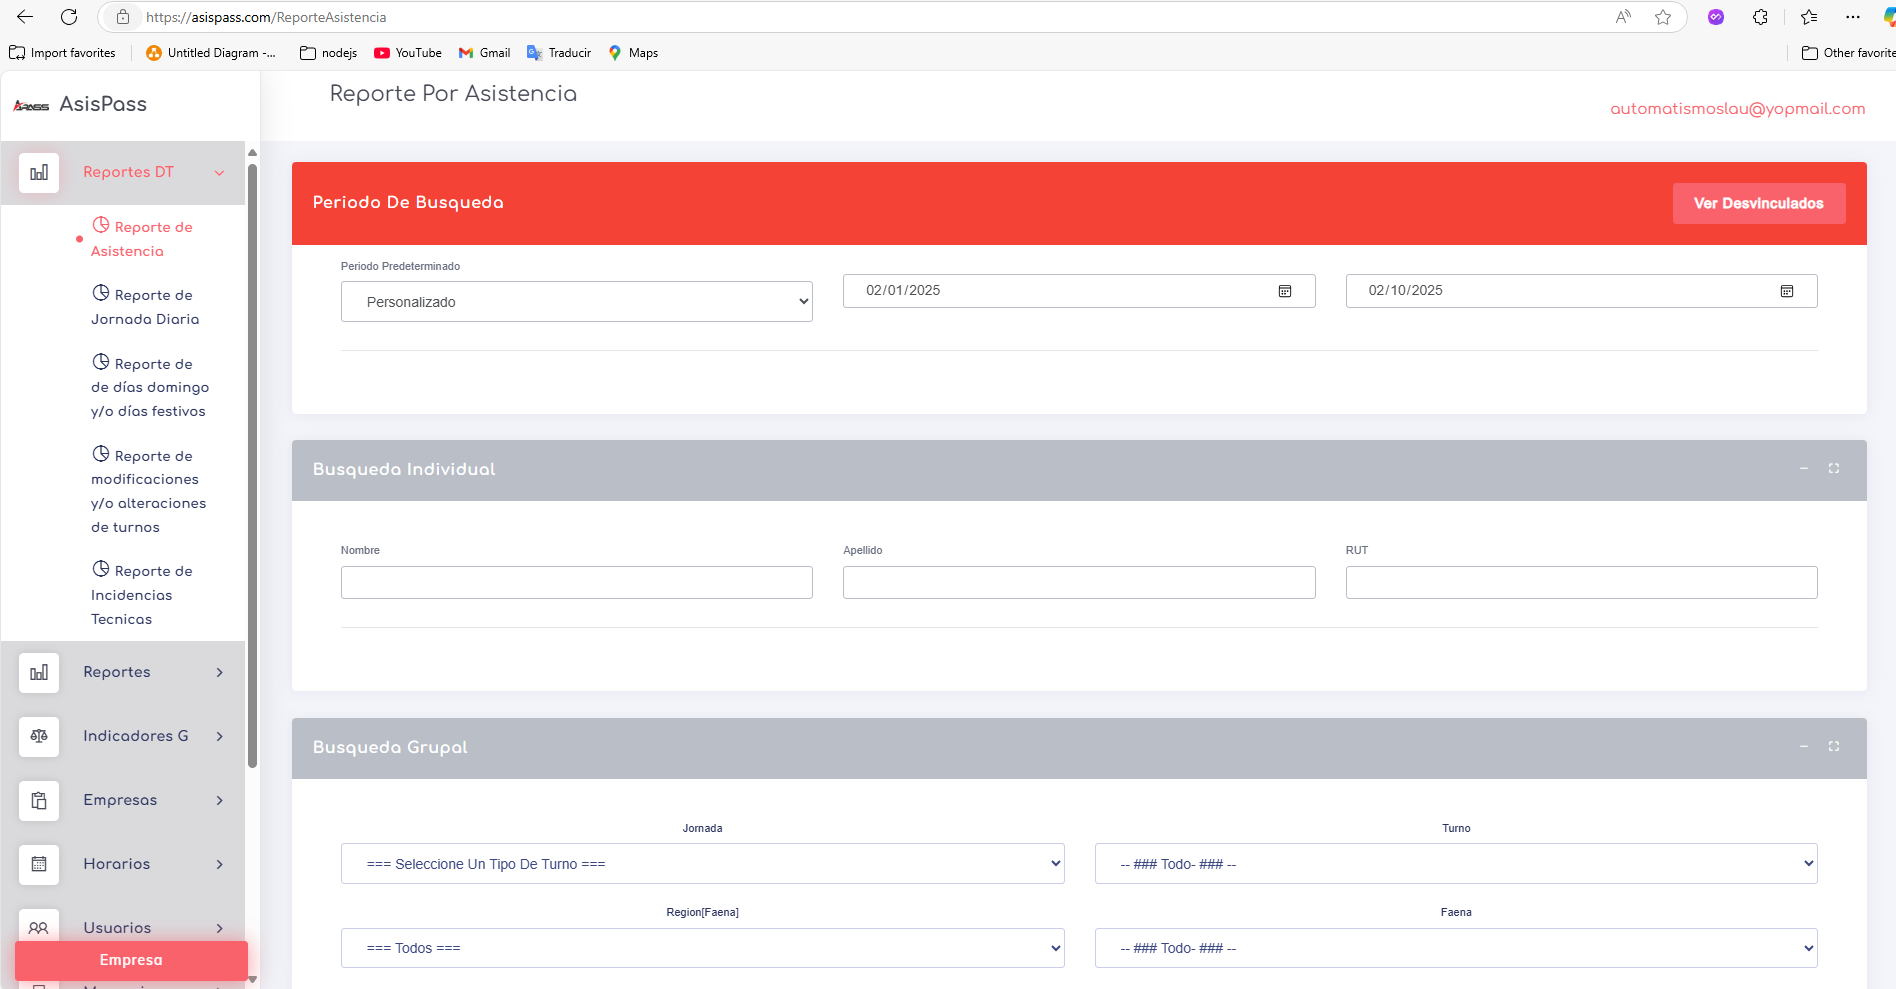 https://asispass.com/ReporteAsistencia
Import favorites
Untitled Diagram -...
nodejs
YouTube
Gmail
Traducir
Maps
Other favorite
AsisPass
Reporte Por Asistencia
automatismoslau@yopmail.com
Reportes DT
Reporte de
Asistencia
Reporte de
Jornada Diaria
Reporte de
de días domingo
y/o días festivos
Reporte de
modificaciones
y/o alteraciones
de turnos
Reporte de
Incidencias
Tecnicas
Reportes
Indicadores G
Empresas
Horarios
Usuarios
Empresa
Periodo De Busqueda
Ver Desvinculados
Periodo Predeterminado
Personalizado
02/01/2025
02/10/2025
Busqueda Individual
Nombre
Apellido
RUT
Busqueda Grupal
Jornada
Turno
=== Seleccione Un Tipo De Turno ===
-- ### Todo- ### --
Region[Faena]
Faena
=== Todos ===
-- ### Todo- ### --